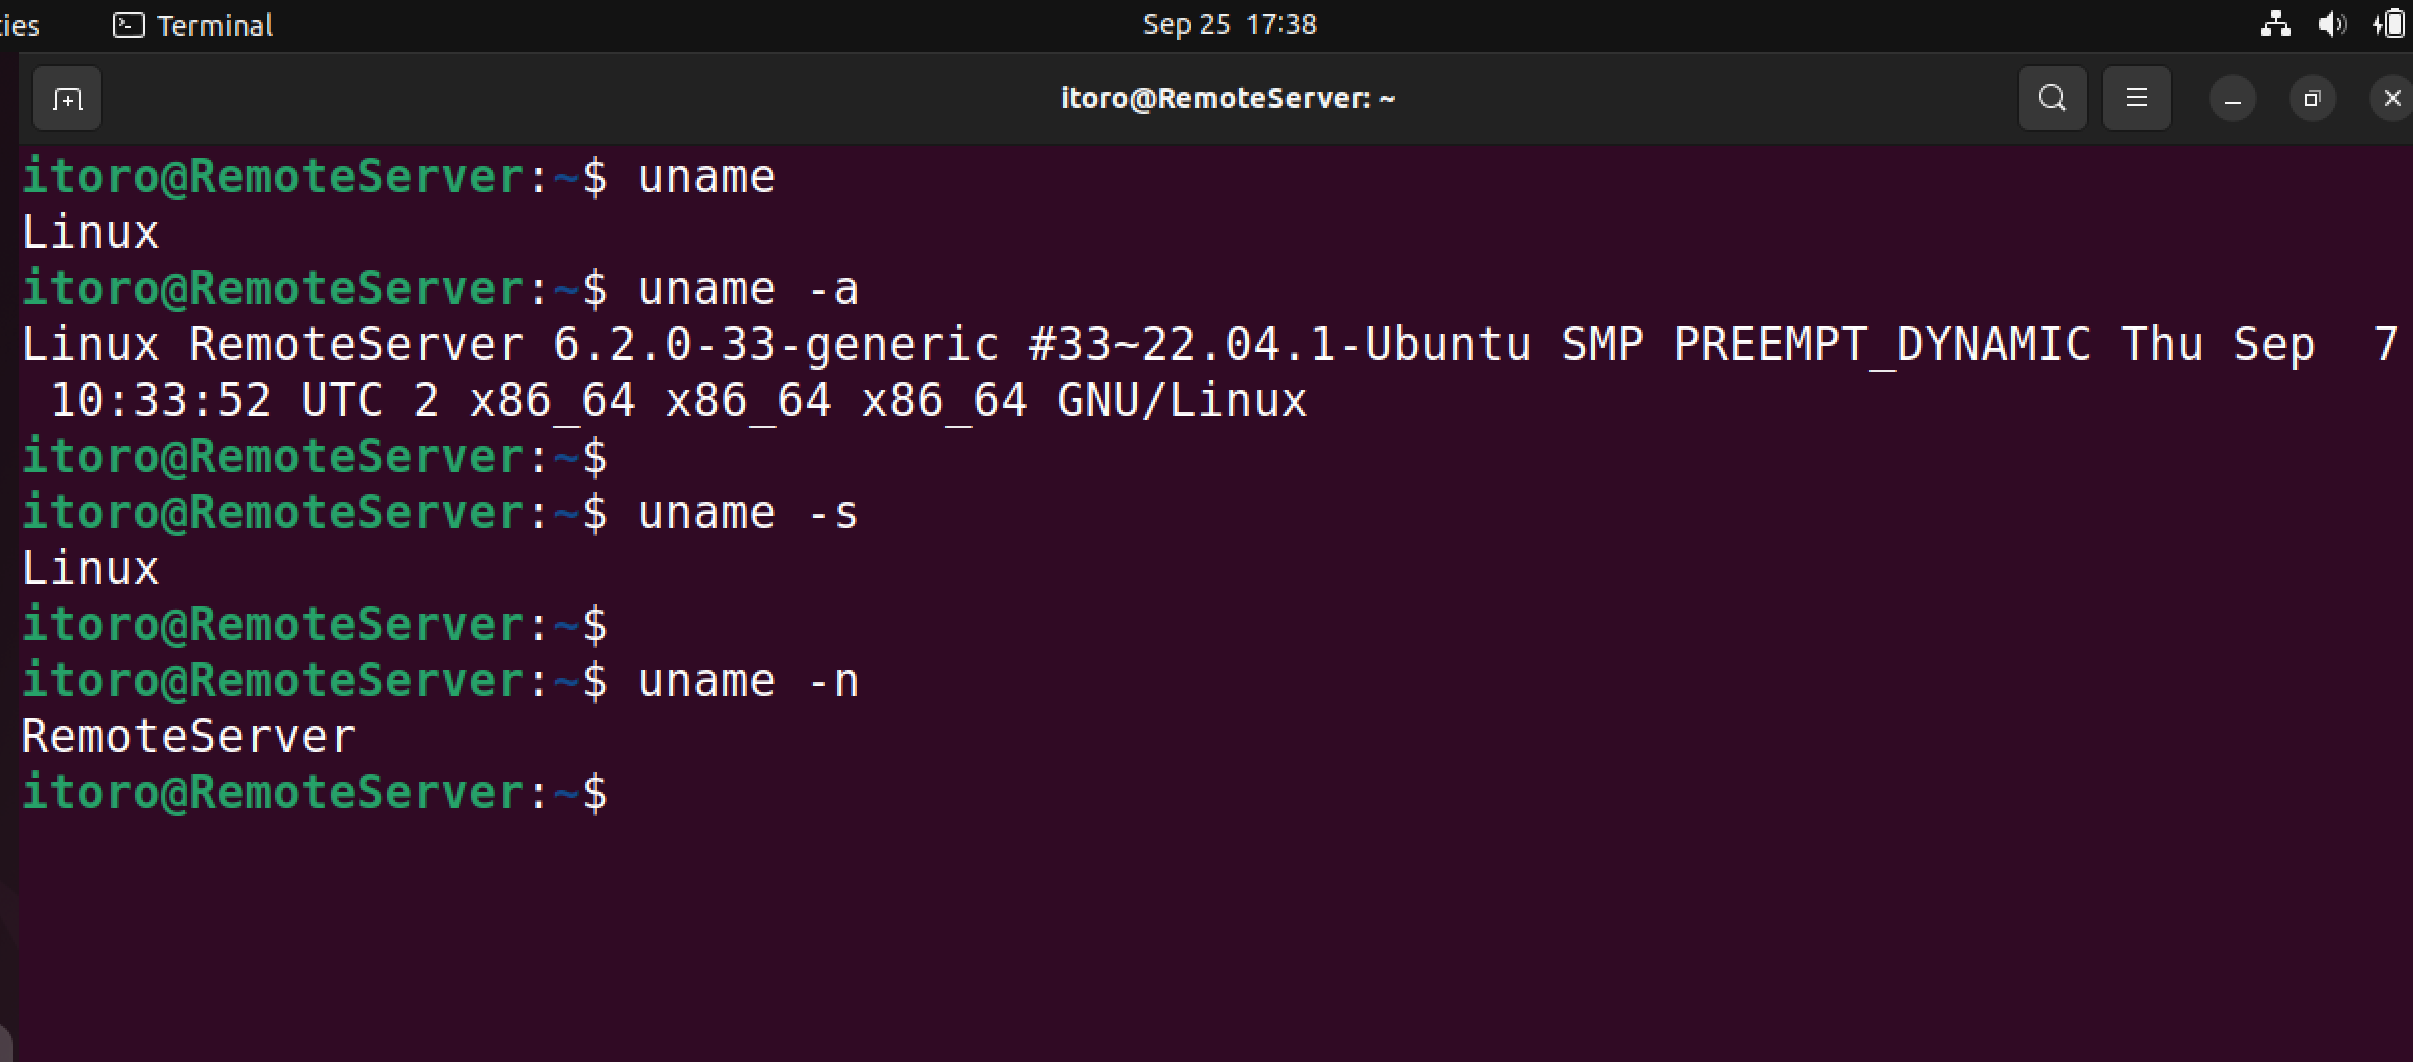 ties Terminal Sep 25 17:38
itoro@RemoteServer: ~
itoro@RemoteServer:~$ uname
Linux
itoro@RemoteServer:~$ uname -a
Linux RemoteServer 6.2.0-33-generic #33~22.04.1-Ubuntu SMP PREEMPT_DYNAMIC Thu Sep  7
 10:33:52 UTC 2 x86_64 x86_64 x86_64 GNU/Linux
itoro@RemoteServer:~$
itoro@RemoteServer:~$ uname -s
Linux
itoro@RemoteServer:~$
itoro@RemoteServer:~$ uname -n
RemoteServer
itoro@RemoteServer:~$